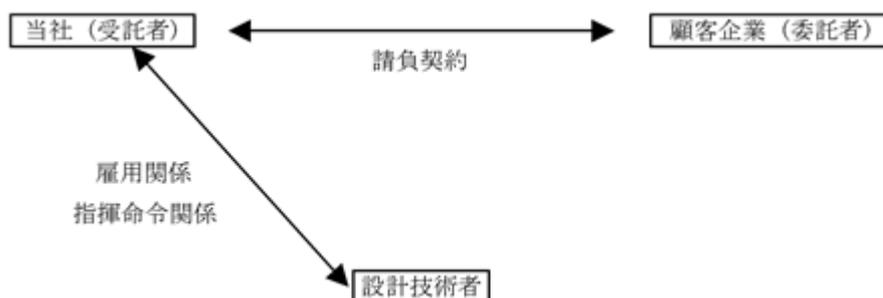 当社（受託者）
顧客企業（委託者）
請負契約
雇用関係
指揮命令関係
設計技術者